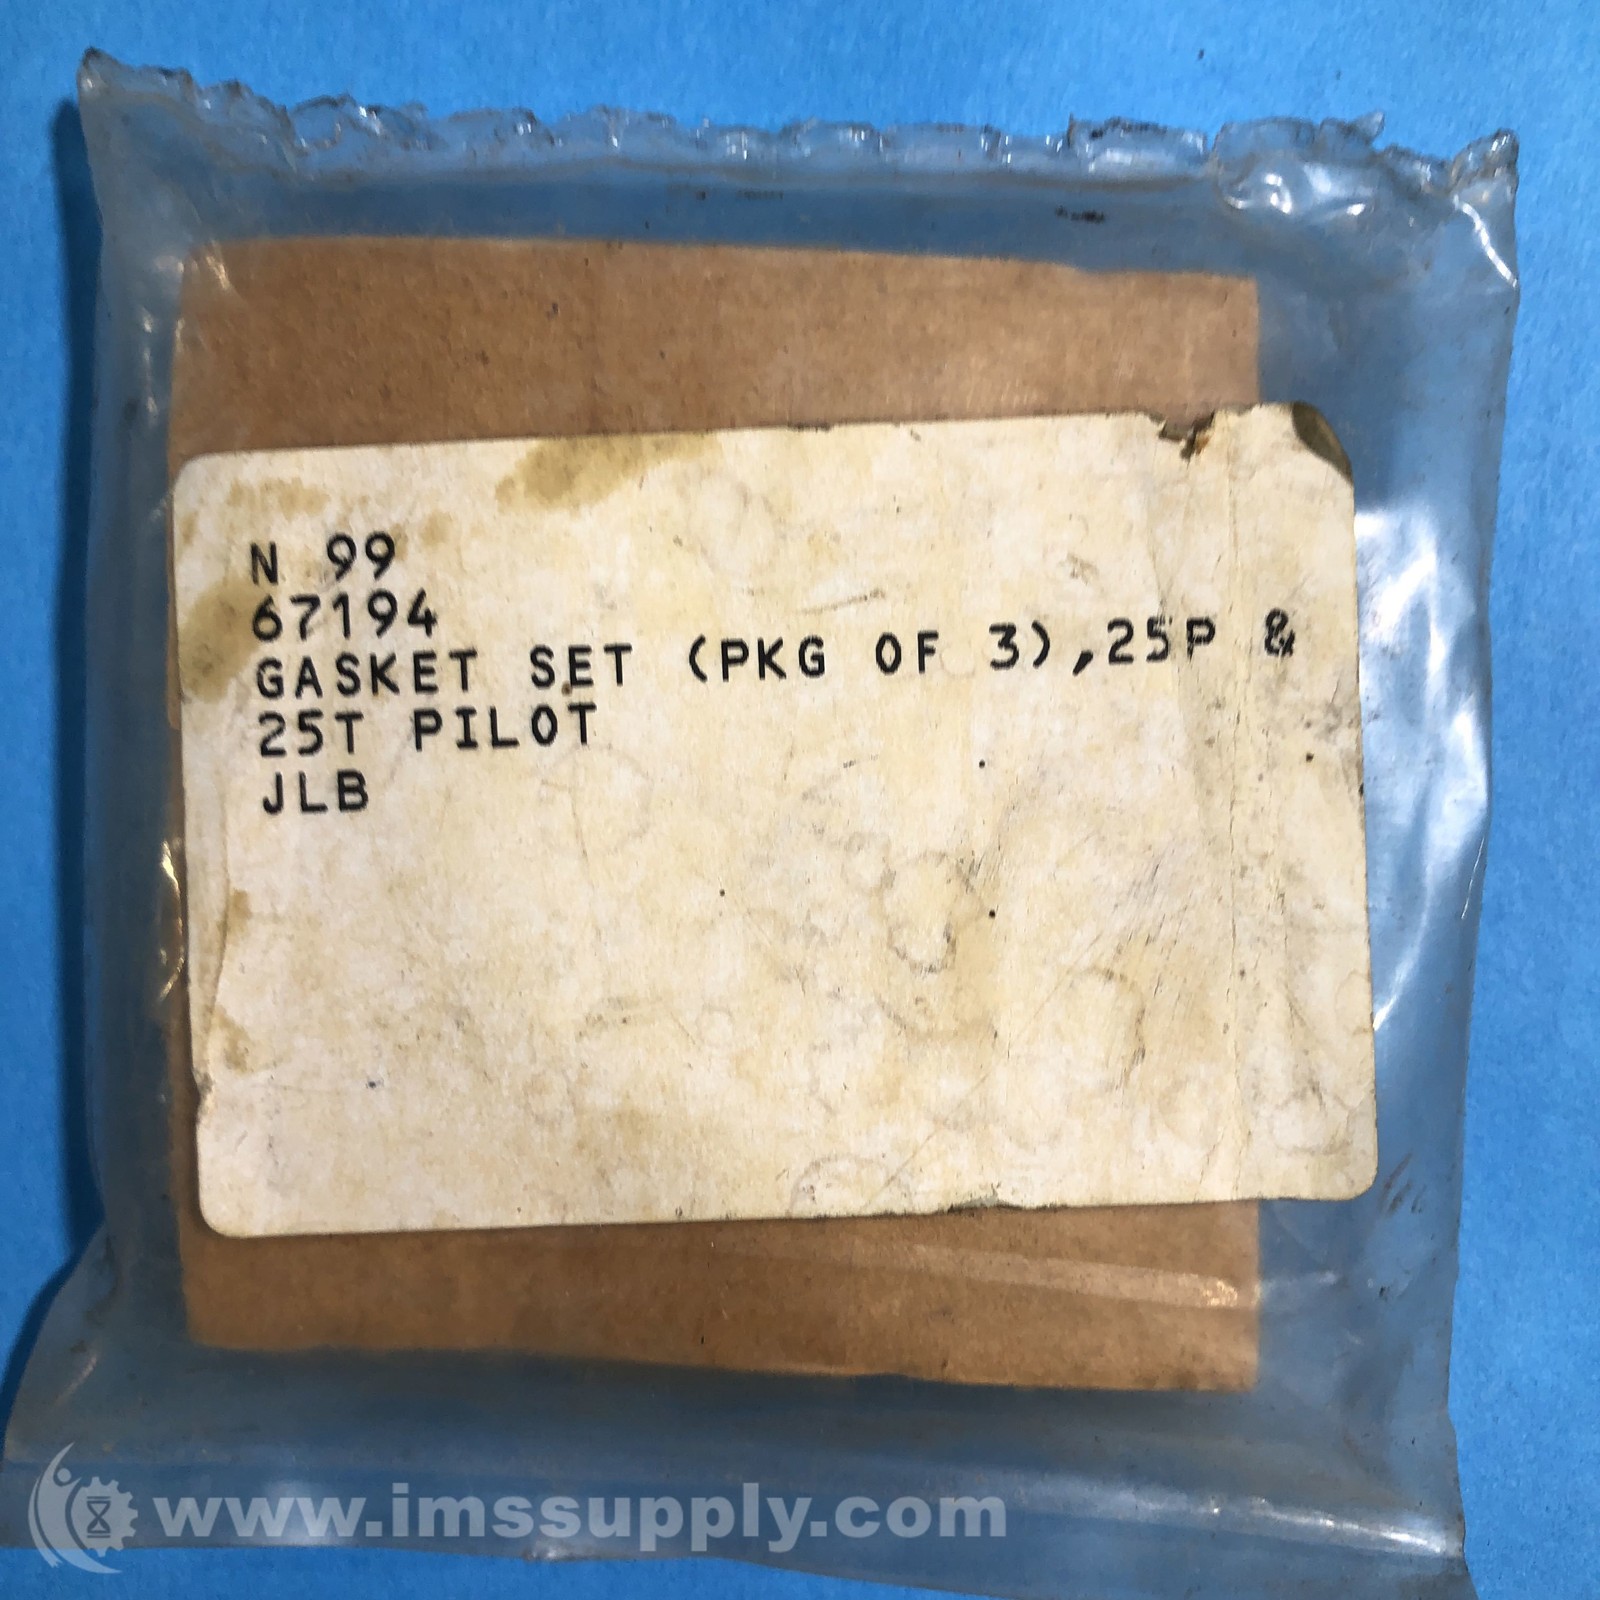 N 99
67194
GASKET SET (PKG OF 3),25P &
25T PILOT
JLB
www.imssupply.com